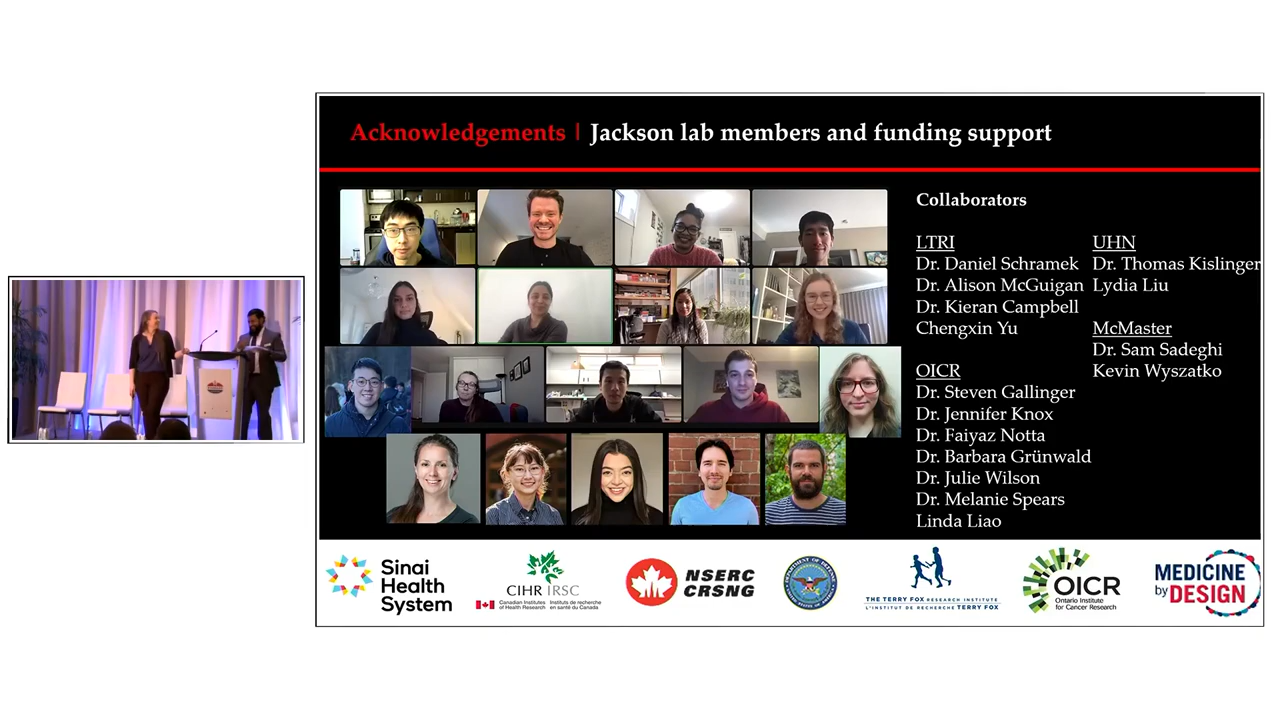 Acknowledgements | Jackson lab members and funding support
Collaborators
LTRI
Dr. Daniel Schramek
Dr. Alison McGuigan
Dr. Kieran Campbell
Chengxin Yu
OICR
Dr. Steven Gallinger
Dr. Jennifer Knox
Dr. Faiyaz Notta
Dr. Barbara Grünwald
Dr. Julie Wilson
Dr. Melanie Spears
Linda Liao
UHN
Dr. Thomas Kislinger
Lydia Liu
McMaster
Dr. Sam Sadeghi
Kevin Wyszatko
Sinai
Health
System
CIHR IRSC
Canadian Institutes
of Health Research
Instituts de recherche
en santé du Canada
NSERC
CRSNG
DEPARTMENT OF DEFENSE
THE TERRY FOX RESEARCH INSTITUTE
L'INSTITUT DE RECHERCHE TERRY FOX
OICR
Ontario Institute
for Cancer Research
MEDICINE
by DESIGN